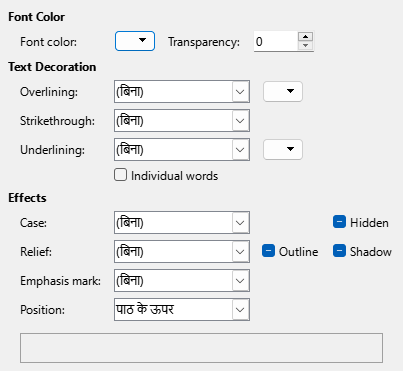 Font Color
Font color: Transparency: 0
Text Decoration
Overlining: (बिना)
Strikethrough: (बिना)
Underlining: (बिना)
Individual words
Effects
Case: (बिना) Hidden
Relief: (बिना) Outline Shadow
Emphasis mark: (बिना)
Position: पाठ के ऊपर